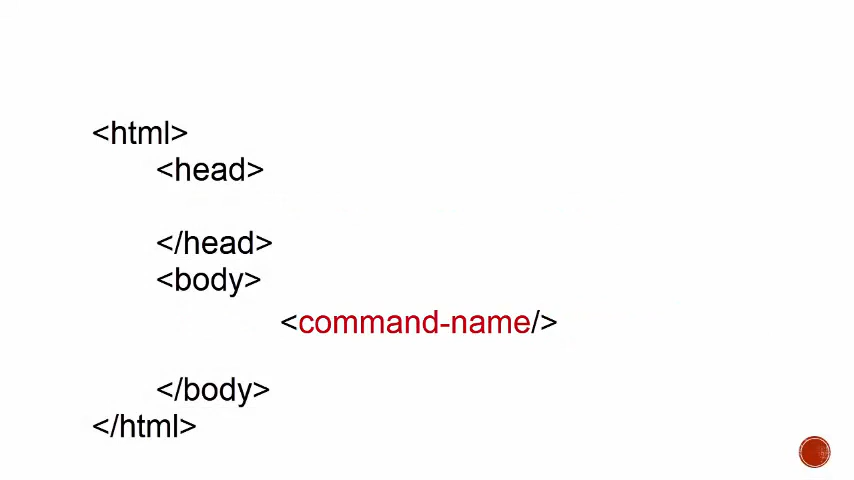 <html>
<head>
</head>
<body>
<command-name/>
</body>
</html>